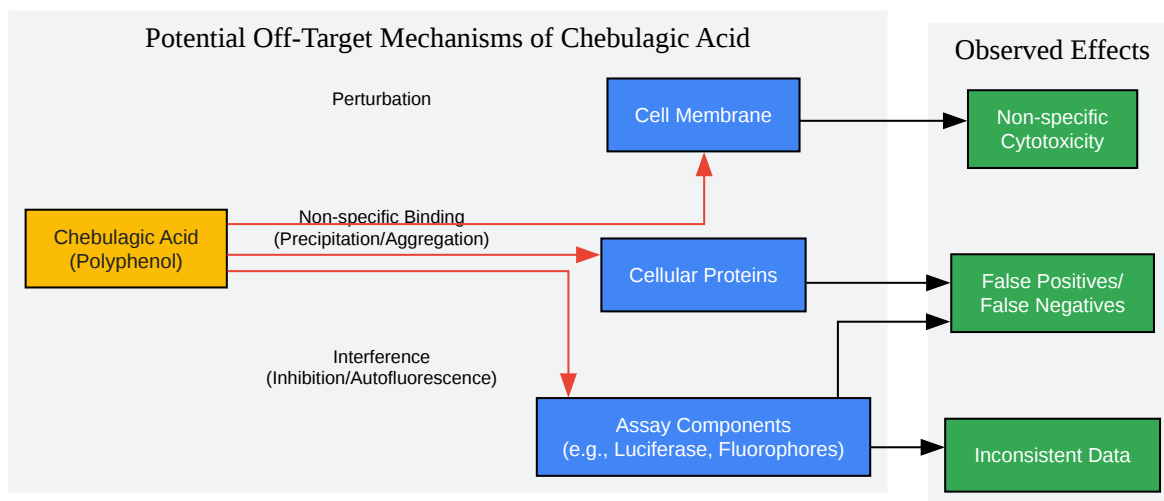 Potential Off-Target Mechanisms of Chebulagic Acid
Observed Effects
Perturbation
Cell Membrane
Non-specific
Cytotoxicity
Chebulagic Acid
(Polyphenol)
Non-specific Binding
(Precipitation/Aggregation)
Cellular Proteins
False Positives/
False Negatives
Interference
(Inhibition/Autofluorescence)
Assay Components
(e.g., Luciferase, Fluorophores)
Inconsistent Data